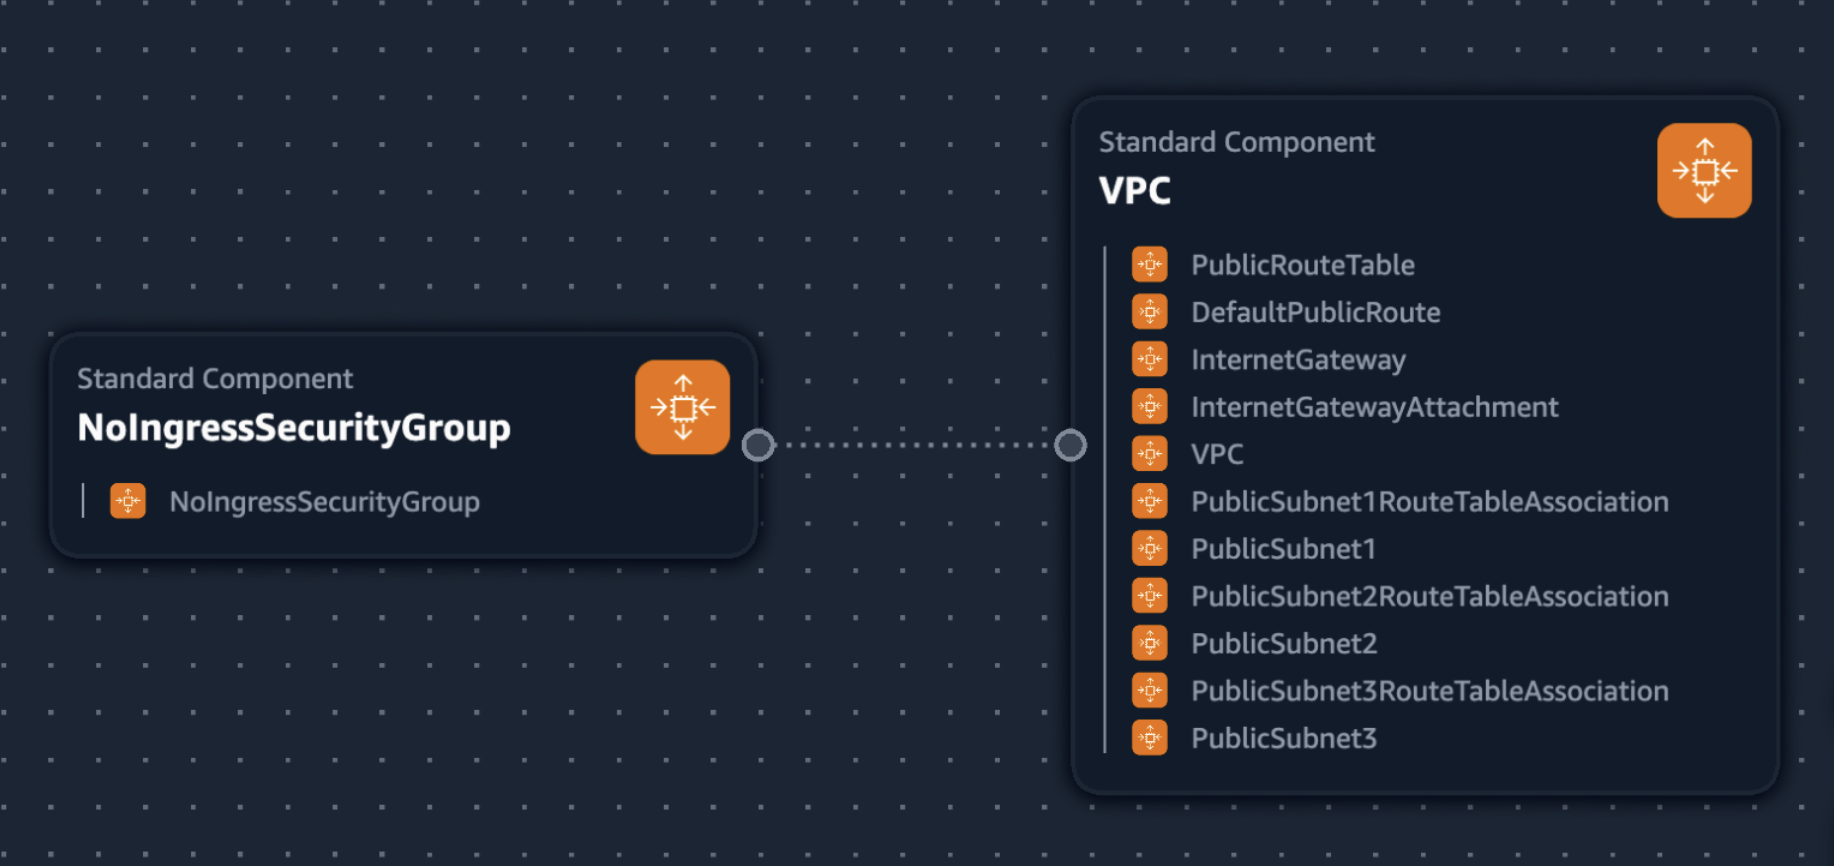 Standard Component
NoIngressSecurityGroup
NoIngressSecurityGroup
Standard Component
VPC
PublicRouteTable
DefaultPublicRoute
InternetGateway
InternetGatewayAttachment
VPC
PublicSubnet1RouteTableAssociation
PublicSubnet1
PublicSubnet2RouteTableAssociation
PublicSubnet2
PublicSubnet3RouteTableAssociation
PublicSubnet3